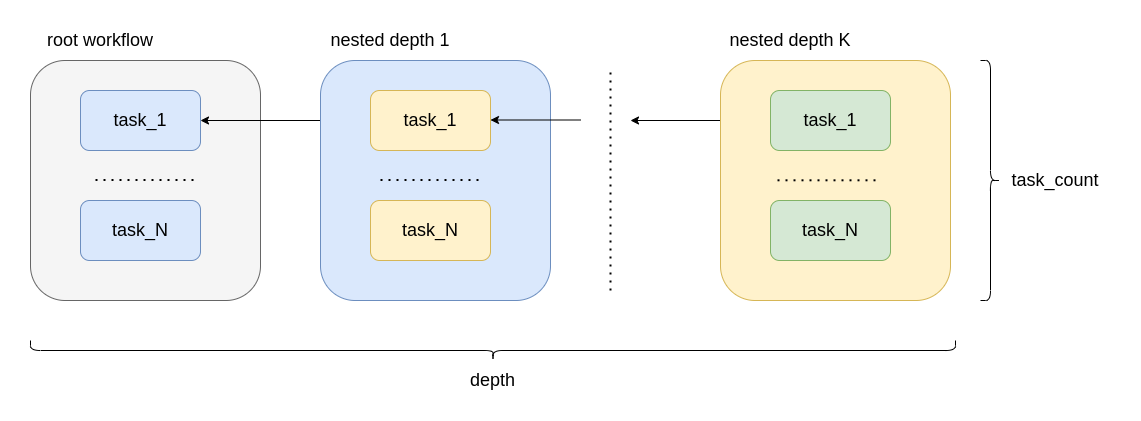 root workflow
nested depth 1
nested depth K
task_1
task_1
task_1
task_count
task_N
task_N
task_N
depth